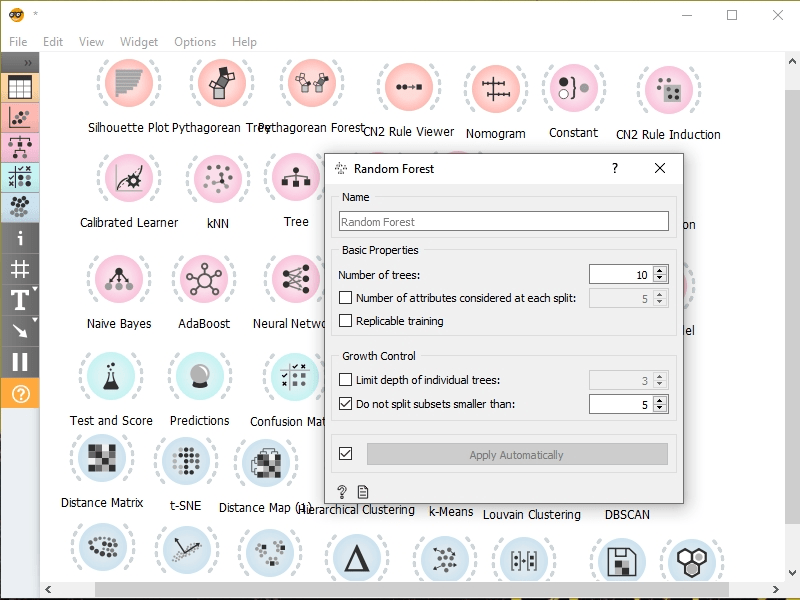 *
File Edit View Widget Options Help
Silhouette Plot Pythagorean Tree Pythagorean Forest CN2 Rule Viewer Nomogram Constant CN2 Rule Induction
Random Forest ?
Calibrated Learner kNN Tree
Name
Random Forest
on
Basic Properties
Number of trees: 10
Number of attributes considered at each split: 5
Replicable training
Naive Bayes AdaBoost Neural Netwo
el
Growth Control
Limit depth of individual trees: 3
Do not split subsets smaller than: 5
Test and Score Predictions Confusion Mat
Apply Automatically
Distance Matrix t-SNE Distance Map (1) Hierarchical Clustering k-Means Louvain Clustering DBSCAN